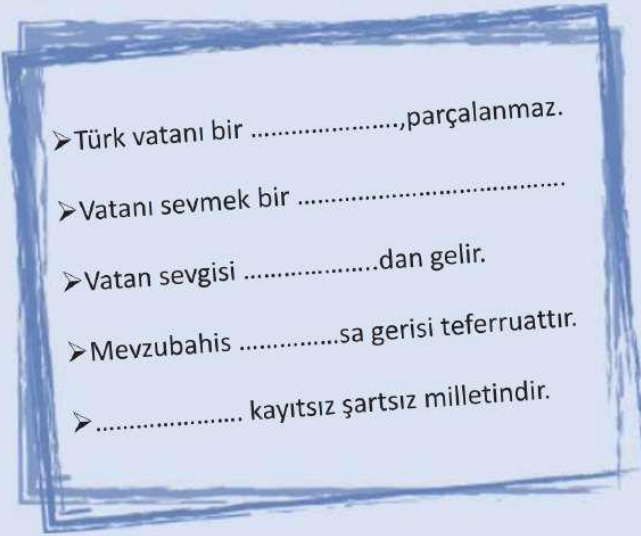 ➢Türk vatanı bir ......................,parçalanmaz.
➢Vatanı sevmek bir ........................................
➢Vatan sevgisi ....................dan gelir.
➢Mevzubahis ...............sa gerisi teferruattır.
➢...................... kayıtsız şartsız milletindir.